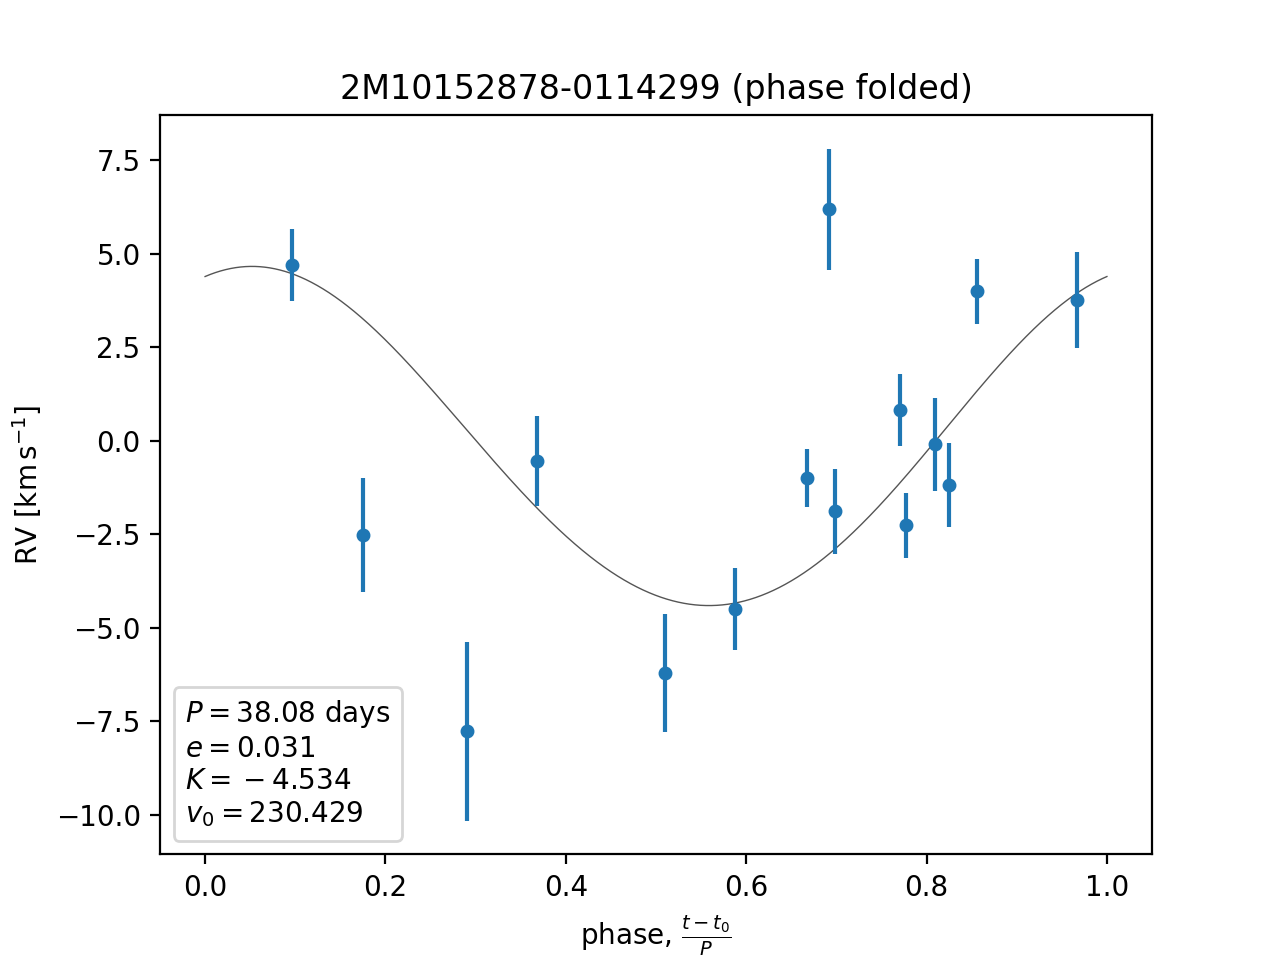 2M10152878-0114299 (phase folded)
RV [km s⁻¹]
7.5
5.0
2.5
0.0
−2.5
−5.0
−7.5
−10.0
P = 38.08 days
e = 0.031
K = −4.534
v₀ = 230.429
0.0 0.2 0.4 0.6 0.8 1.0
phase, (t − t₀)/P